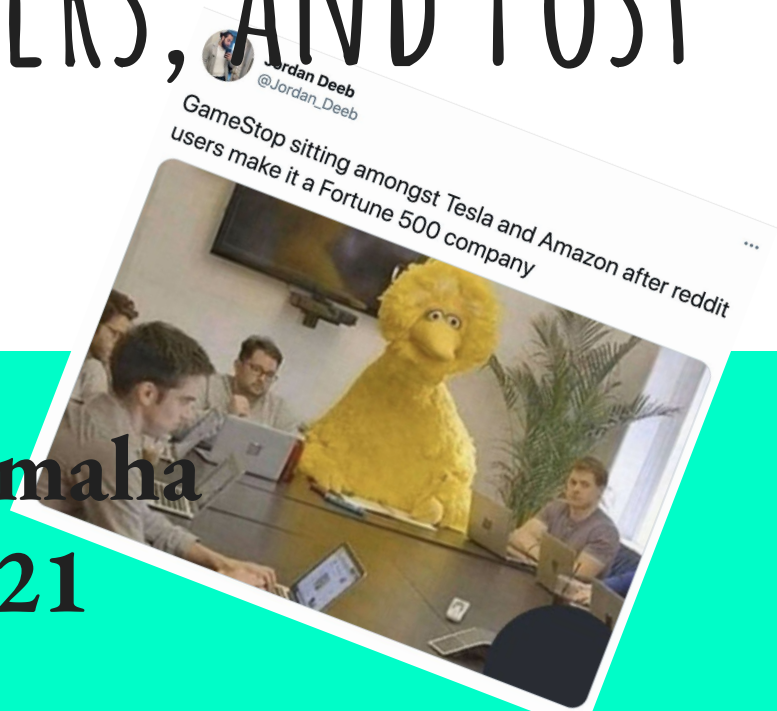 ERS, AND POST
Jordan Deeb
@Jordan_Deeb
GameStop sitting amongst Tesla and Amazon after reddit
users make it a Fortune 500 company
maha
21